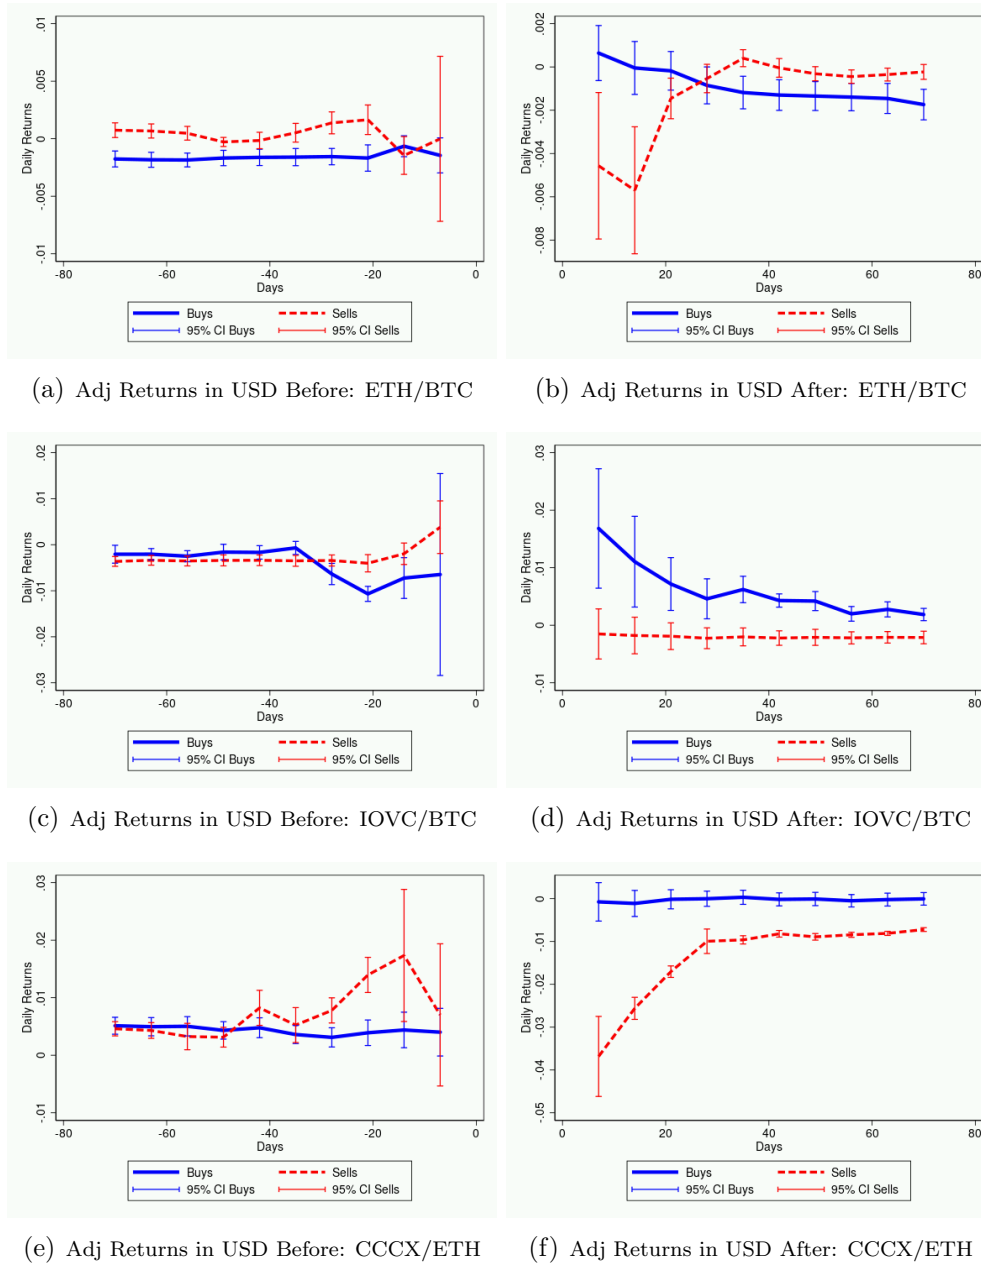 .01
.005
0
-.005
-.01
Daily Returns
-80 -60 -40 -20 0
Days
Buys Sells
95% CI Buys 95% CI Sells
(a) Adj Returns in USD Before: ETH/BTC
.002
0
-.002
-.004
-.006
-.008
Daily Returns
0 20 40 60 80
Days
Buys Sells
95% CI Buys 95% CI Sells
(b) Adj Returns in USD After: ETH/BTC
.02
.01
0
-.01
-.02
-.03
Daily Returns
-80 -60 -40 -20 0
Days
Buys Sells
95% CI Buys 95% CI Sells
(c) Adj Returns in USD Before: IOVC/BTC
.03
.02
.01
0
-.01
Daily Returns
0 20 40 60 80
Days
Buys Sells
95% CI Buys 95% CI Sells
(d) Adj Returns in USD After: IOVC/BTC
.03
.02
.01
0
-.01
Daily Returns
-80 -60 -40 -20 0
Days
Buys Sells
95% CI Buys 95% CI Sells
(e) Adj Returns in USD Before: CCCX/ETH
0
-.01
-.02
-.03
-.04
-.05
Daily Returns
0 20 40 60 80
Days
Buys Sells
95% CI Buys 95% CI Sells
(f) Adj Returns in USD After: CCCX/ETH